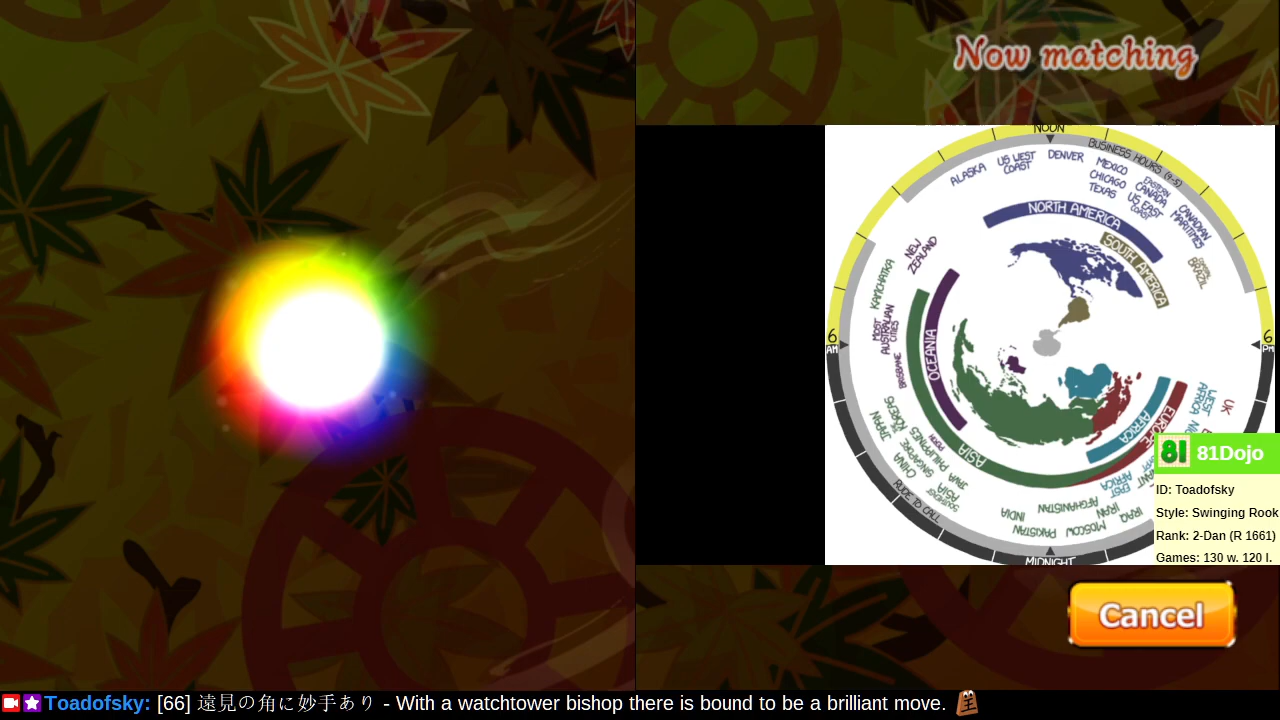 Now matching
NOON
BUSINESS HOURS (9-5)
ALASKA
US WEST
COAST
DENVER
MEXICO
CHICAGO
TEXAS
EASTERN
CANADA
US EAST
COAST
CANADIAN
MARITIMES
NORTH AMERICA
SOUTH AMERICA
BRAZIL
NEW
ZEALAND
KAMCHATKA
MOST
AUSTRALIAN
CITIES
BRISBANE
OCEANIA
6
AM
6
PM
JAPAN
KOREAS
CHINA
PHILIPPINES
SINGAPORE
PERTH
JAVA
SOUTHEAST
ASIA
ASIA
AFRICA
UK
WEST
AFRICA
EAST
AFRICA
INDIA
AFGHANISTAN
PAKISTAN
MOSCOW
IRAN
IRAQ
RUDE TO CALL
MIDNIGHT
81 81Dojo
ID: Toadofsky
Style: Swinging Rook
Rank: 2-Dan (R 1661)
Games: 130 w. 120 l.
Cancel
Toadofsky: [66] 遠見の角に妙手あり - With a watchtower bishop there is bound to be a brilliant move.